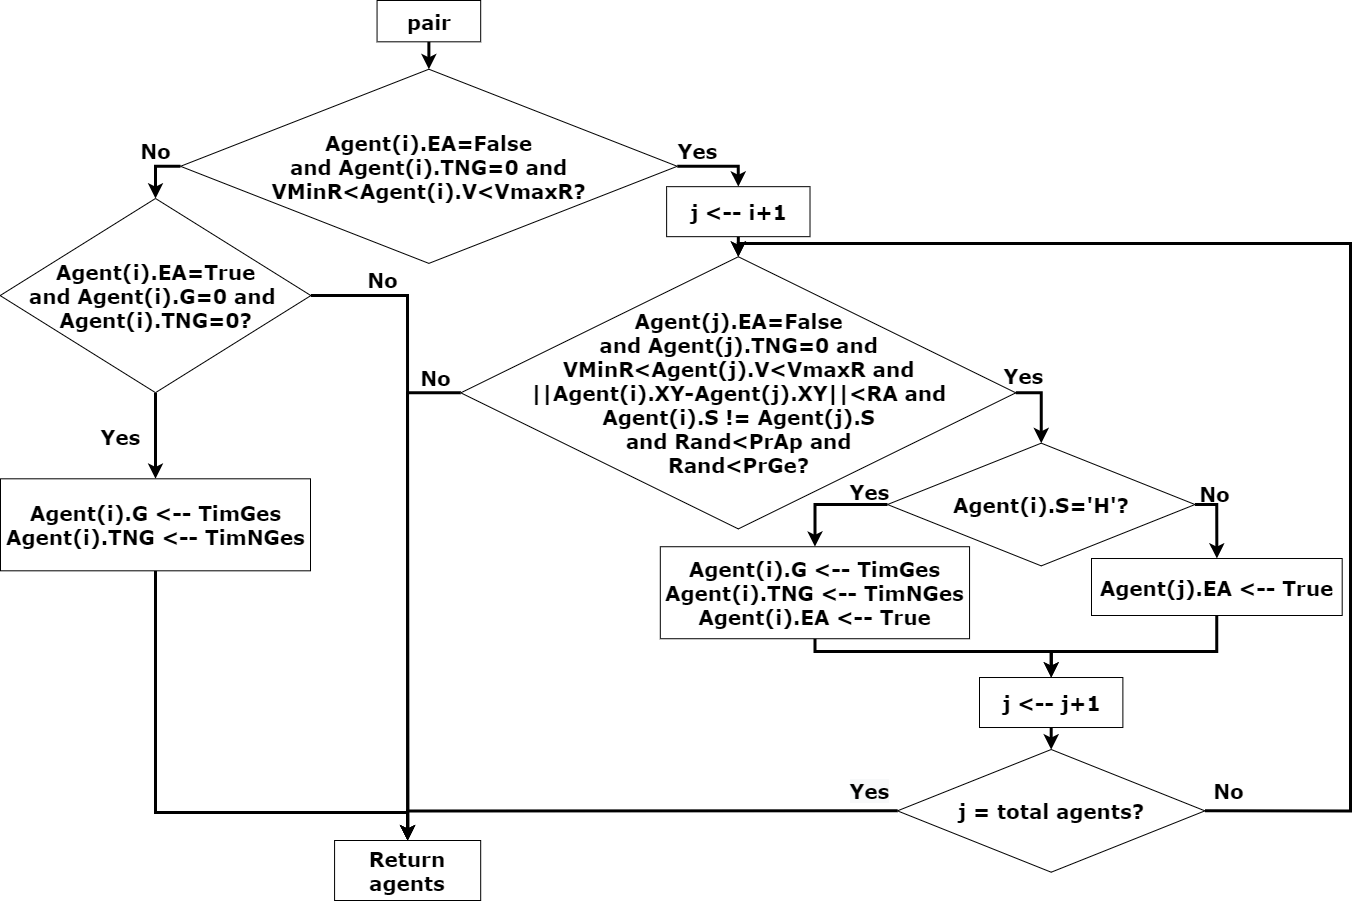 pair
Agent(i).EA=False
and Agent(i).TNG=0 and
VMinR<Agent(i).V<VmaxR?
No
Yes
j <-- i+1
Agent(i).EA=True
and Agent(i).G=0 and
Agent(i).TNG=0?
No
Yes
Agent(j).EA=False
and Agent(j).TNG=0 and
VMinR<Agent(j).V<VmaxR and
||Agent(i).XY-Agent(j).XY||<RA and
Agent(i).S != Agent(j).S
and Rand<PrAp and
Rand<PrGe?
No
Yes
Agent(i).G <-- TimGes
Agent(i).TNG <-- TimNGes
Agent(i).S='H'?
Yes
No
Agent(i).G <-- TimGes
Agent(i).TNG <-- TimNGes
Agent(i).EA <-- True
Agent(j).EA <-- True
j <-- j+1
j = total agents?
Yes
No
Return
agents